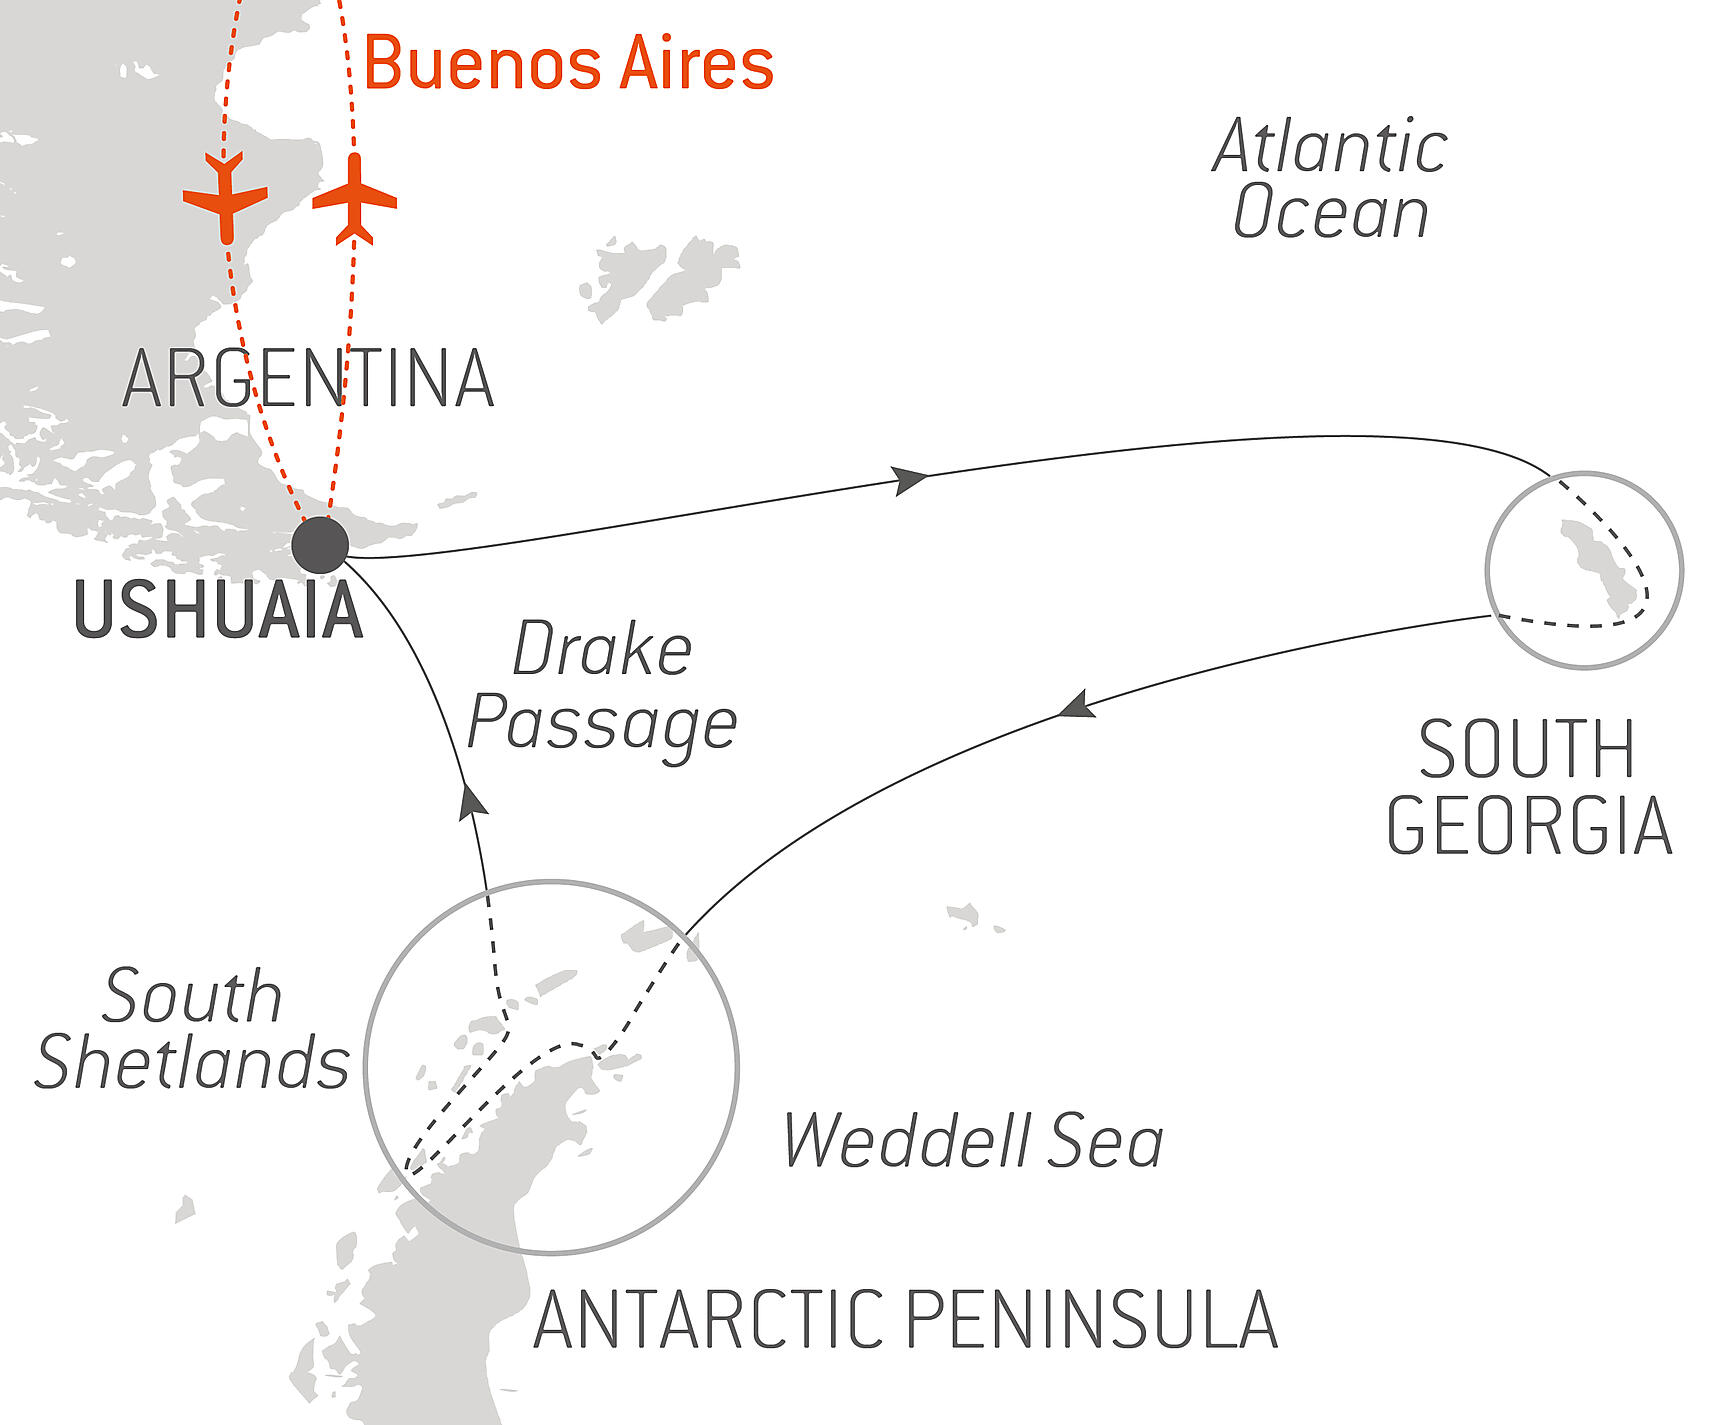 Buenos Aires
Atlantic
Ocean
ARGENTINA
USHUAIA
Drake
Passage
SOUTH
GEORGIA
South
Shetlands
Weddell Sea
ANTARCTIC PENINSULA